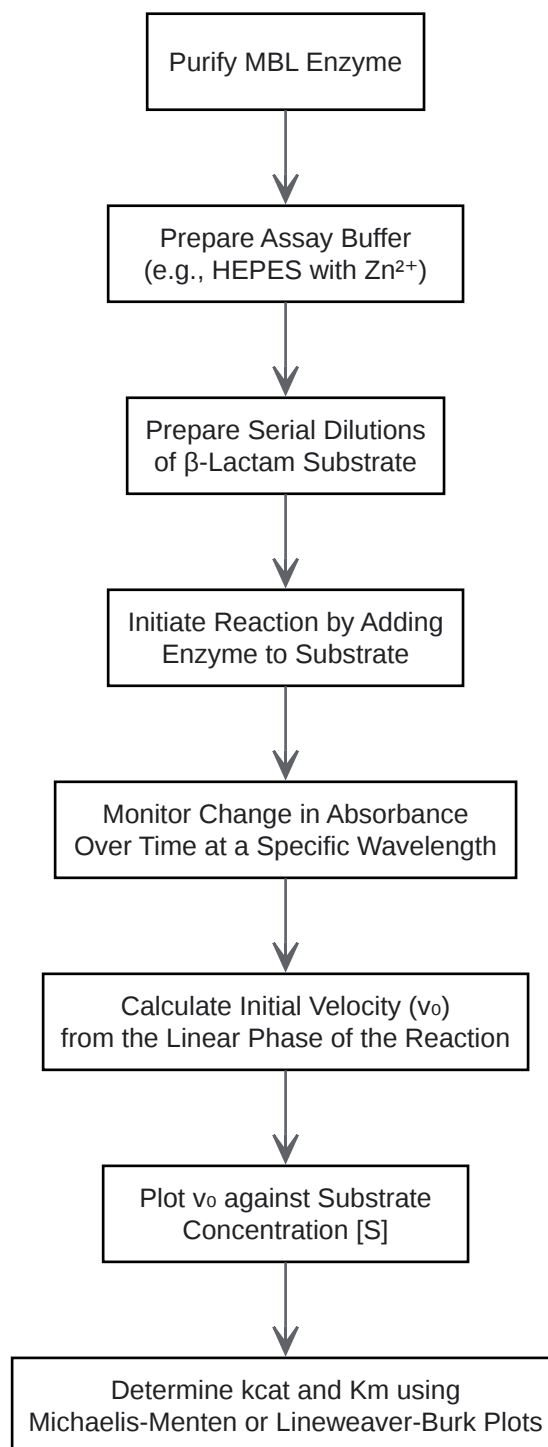 Purify MBL Enzyme
Prepare Assay Buffer
(e.g., HEPES with Zn²⁺)
Prepare Serial Dilutions
of β-Lactam Substrate
Initiate Reaction by Adding
Enzyme to Substrate
Monitor Change in Absorbance
Over Time at a Specific Wavelength
Calculate Initial Velocity (v₀)
from the Linear Phase of the Reaction
Plot v₀ against Substrate
Concentration [S]
Determine kcat and Km using
Michaelis-Menten or Lineweaver-Burk Plots